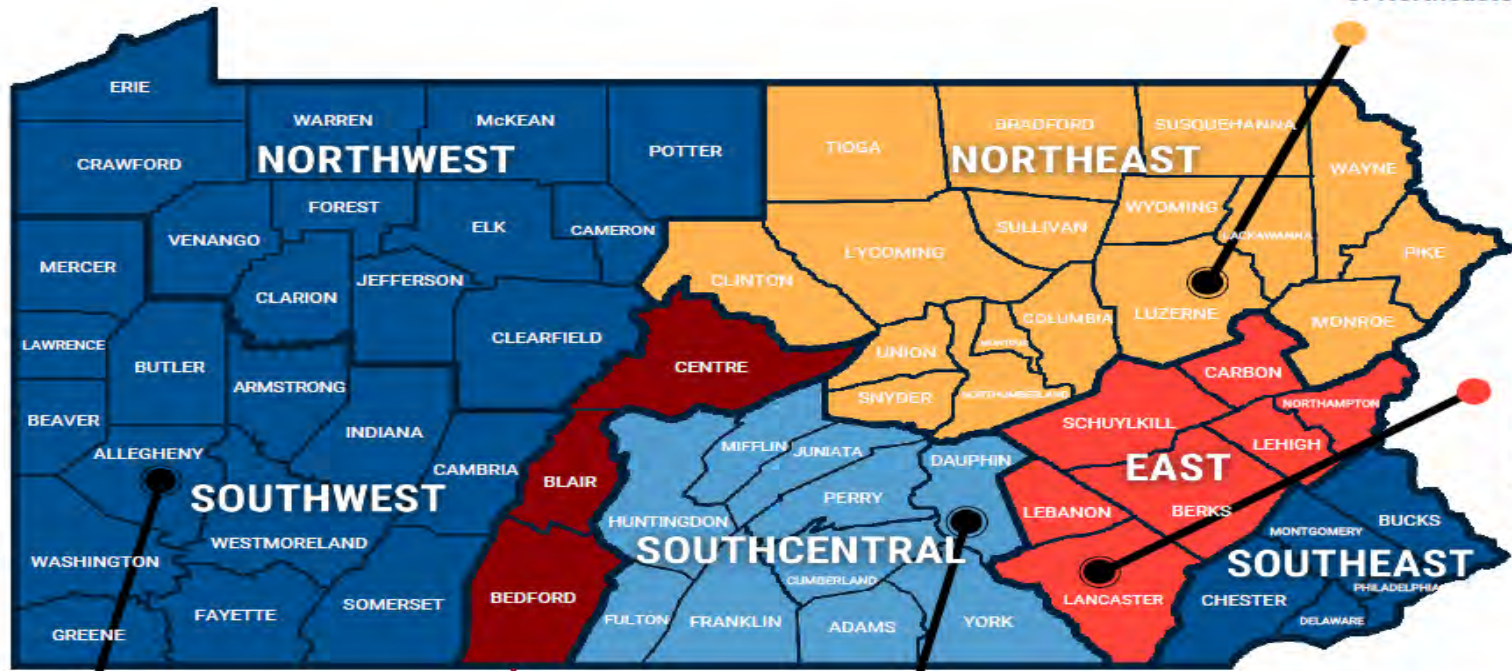 ERIE
WARREN
McKEAN
CRAWFORD
NORTHWEST
POTTER
TIOGA
BRADFORD
SUSQUEHANNA
NORTHEAST
WAYNE
FOREST
VENANGO
ELK
CAMERON
WYOMING
SULLIVAN
LACKAWANNA
LYCOMING
PIKE
MERCER
JEFFERSON
CLARION
CLINTON
LUZERNE
COLUMBIA
MONROE
LAWRENCE
BUTLER
CLEARFIELD
MONTOUR
UNION
CENTRE
ARMSTRONG
CARBON
SNYDER
NORTHUMBERLAND
NORTHAMPTON
BEAVER
INDIANA
SCHUYLKILL
LEHIGH
ALLEGHENY
MIFFLIN
JUNIATA
DAUPHIN
EAST
CAMBRIA
BLAIR
SOUTHWEST
PERRY
LEBANON
BERKS
HUNTINGDON
BUCKS
MONTGOMERY
WESTMORELAND
SOUTHCENTRAL
WASHINGTON
SOUTHEAST
CUMBERLAND
PHILADELPHIA
BEDFORD
LANCASTER
CHESTER
SOMERSET
FAYETTE
FULTON
FRANKLIN
ADAMS
YORK
DELAWARE
GREENE